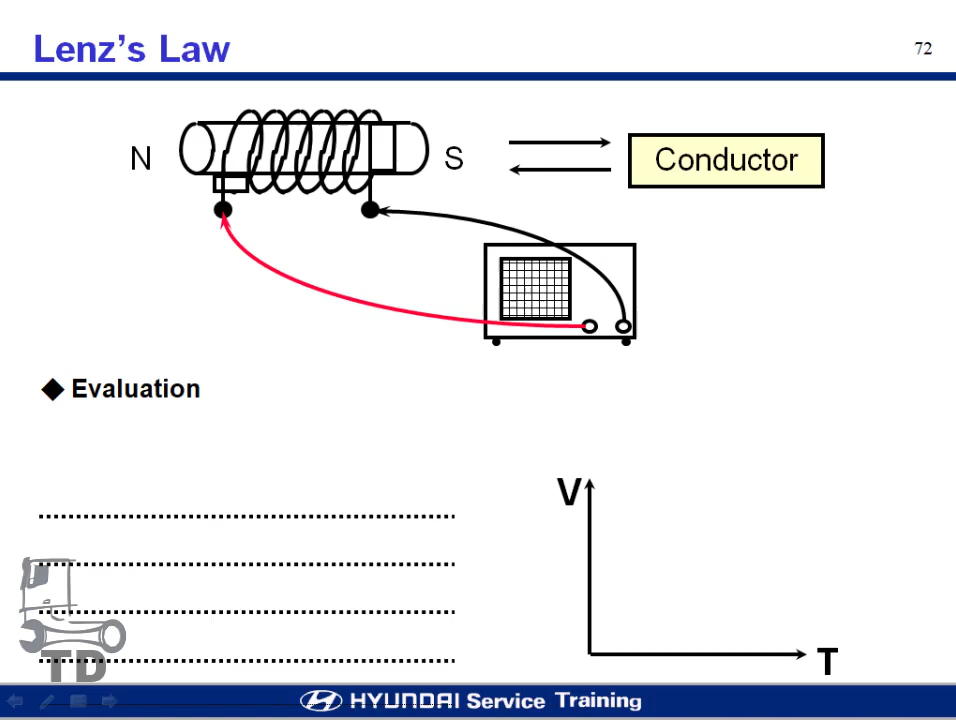 Lenz's Law
72
N
S
Conductor
◆ Evaluation
V
T
TD
HYUNDAI Service Training